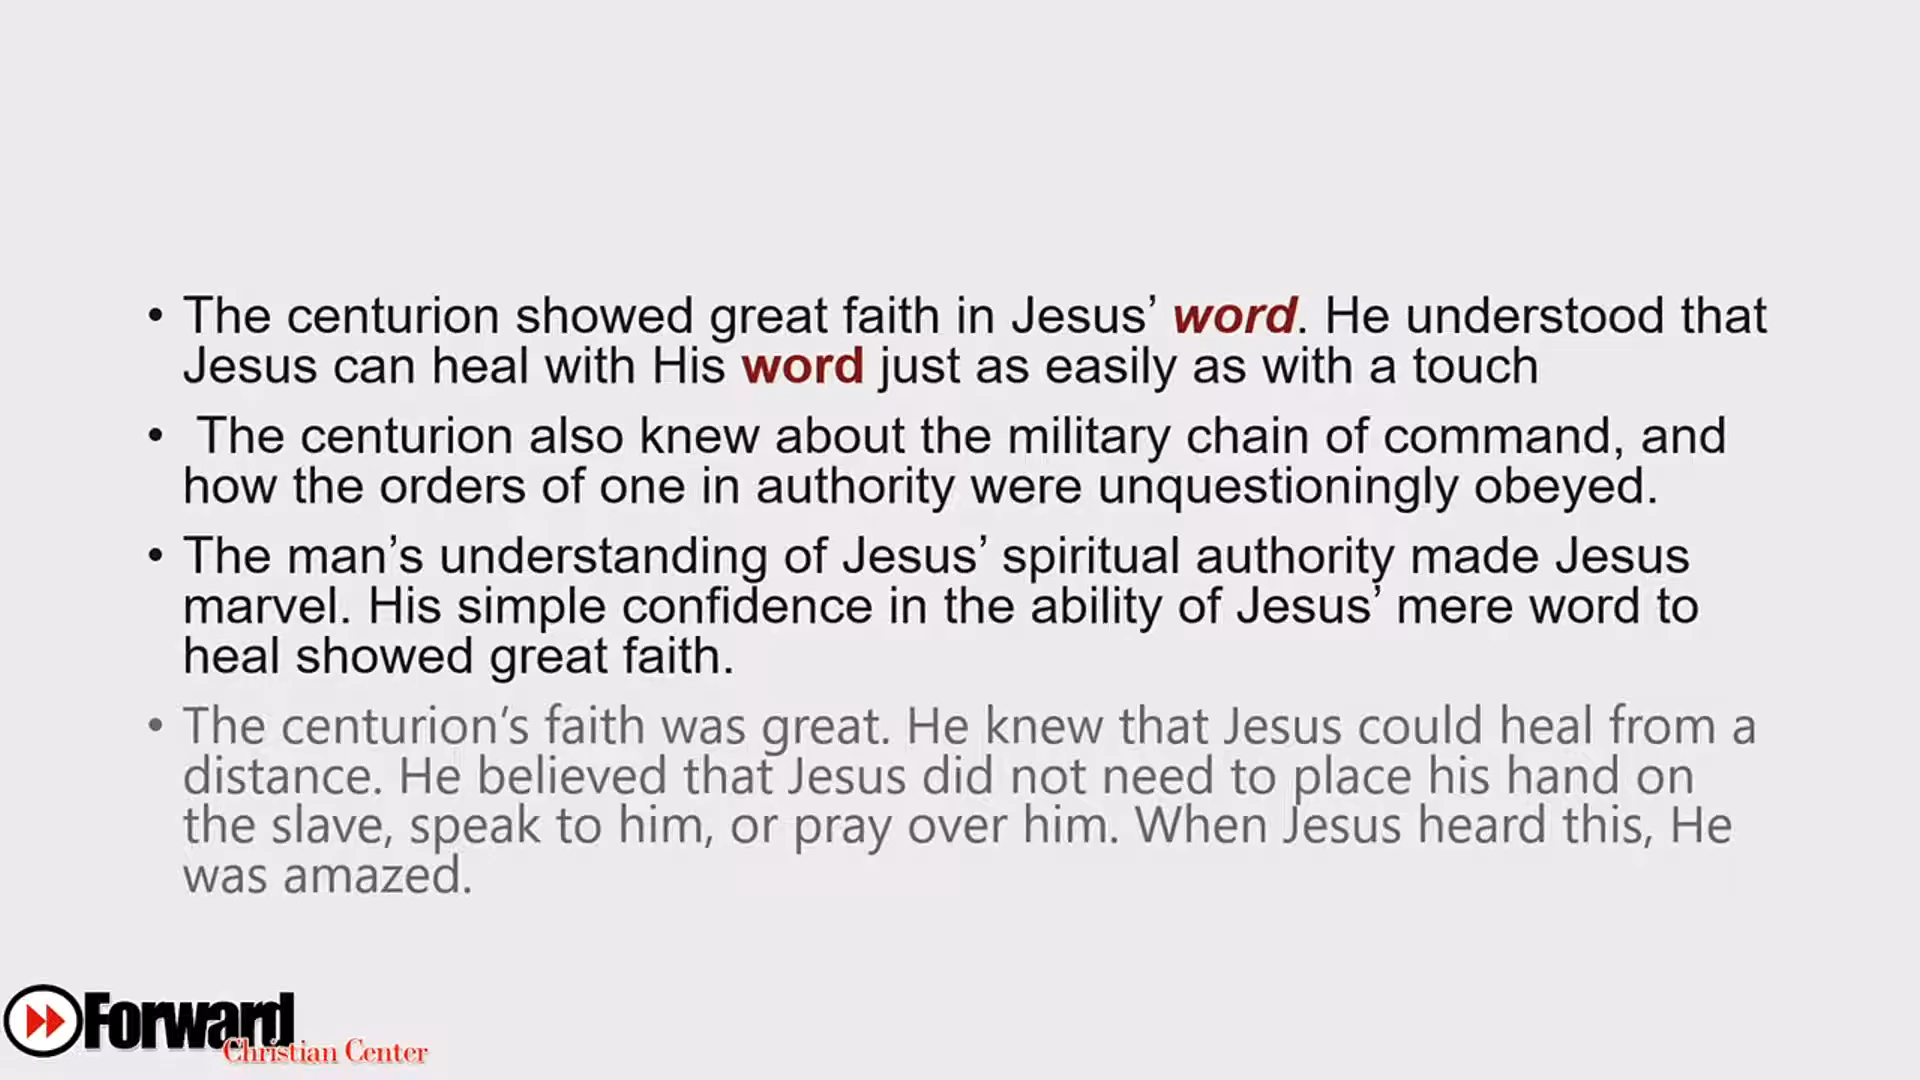 • The centurion showed great faith in Jesus’ word. He understood that
Jesus can heal with His word just as easily as with a touch
• The centurion also knew about the military chain of command, and
how the orders of one in authority were unquestioningly obeyed.
• The man’s understanding of Jesus’ spiritual authority made Jesus
marvel. His simple confidence in the ability of Jesus’ mere word to
heal showed great faith.
• The centurion’s faith was great. He knew that Jesus could heal from a
distance. He believed that Jesus did not need to place his hand on
the slave, speak to him, or pray over him. When Jesus heard this, He
was amazed.
Forward
Christian Center